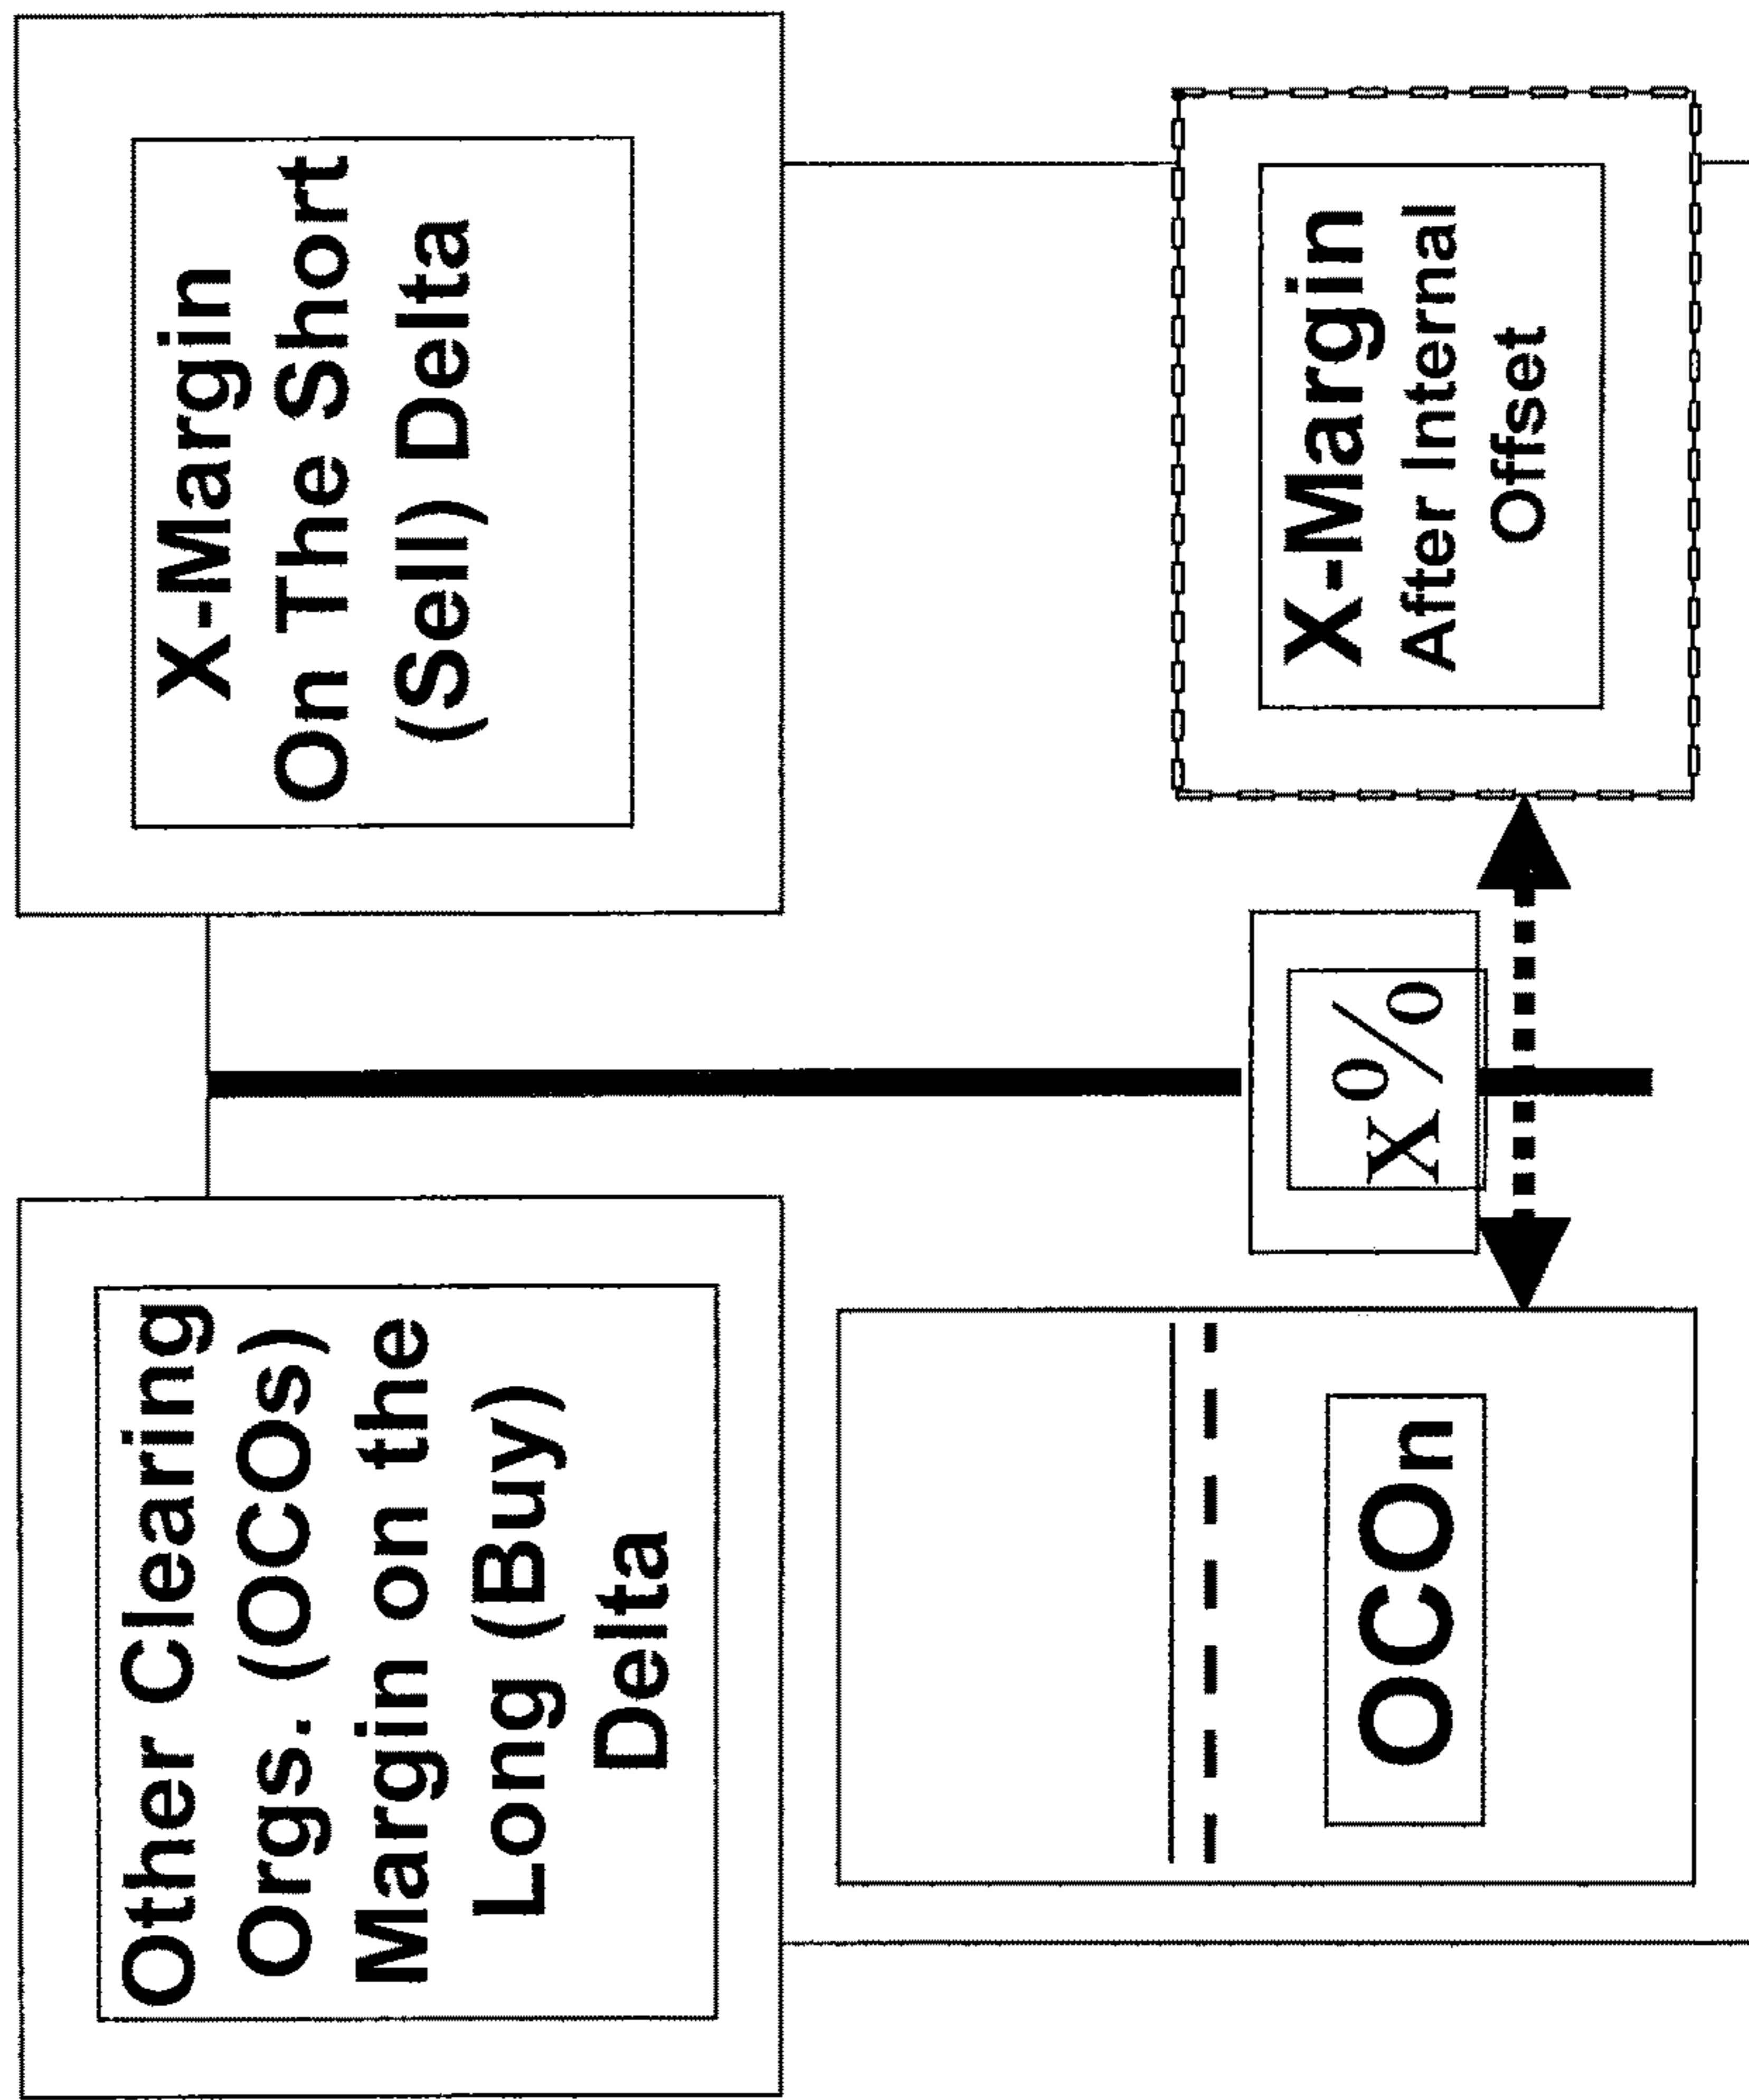 Other Clearing
Orgs. (OCOs)
Margin on the
Long (Buy)
Delta
X-Margin
On The Short
(Sell) Delta
OCOn
X%
X-Margin
After Internal
Offset